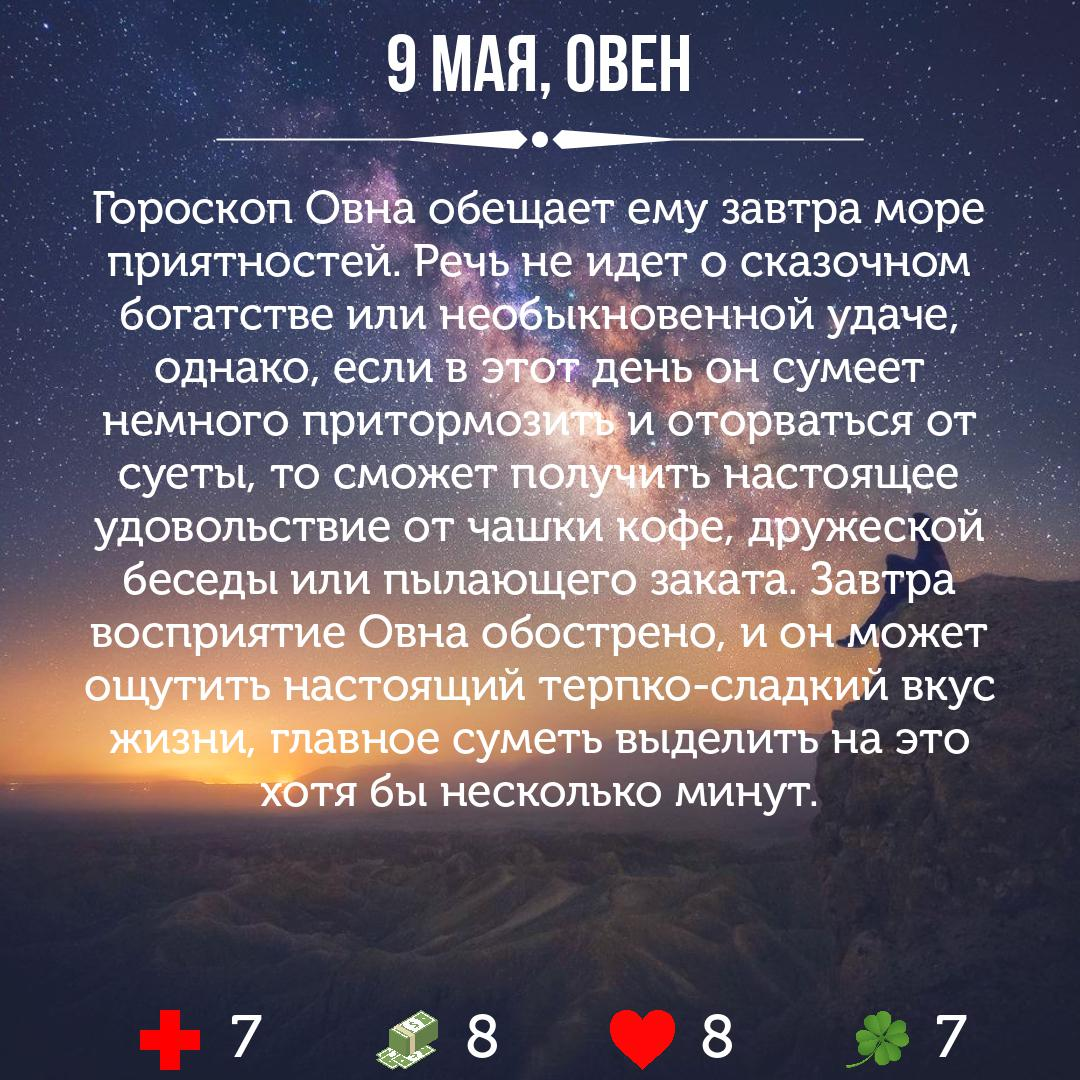 9 МАЯ, ОВЕН
Гороскоп Овна обещает ему завтра море
приятностей. Речь не идет о сказочном
богатстве или необыкновенной удаче,
однако, если в этот день он сумеет
немного притормозить и оторваться от
суеты, то сможет получить настоящее
удовольствие от чашки кофе, дружеской
беседы или пылающего заката. Завтра
восприятие Овна обострено, и он может
ощутить настоящий терпко-сладкий вкус
жизни, главное суметь выделить на это
хотя бы несколько минут.
7 8 8 7